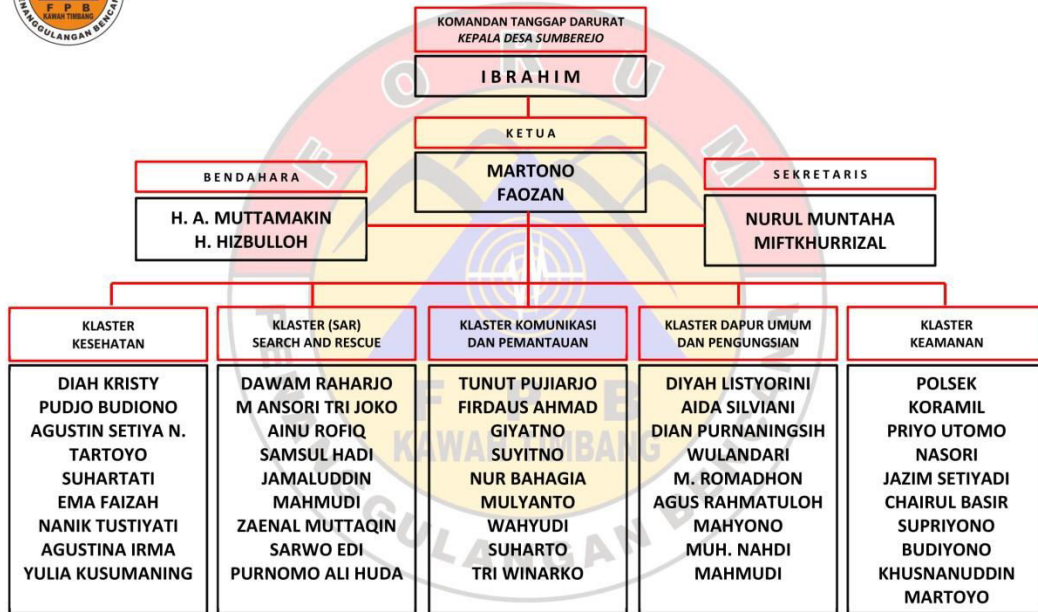 F P B
KAWAH TIMBANG
KOMANDAN TANGGAP DARURAT
KEPALA DESA SUMBEREJO
IBRAHIM
KETUA
MARTONO
FAOZAN
BENDAHARA
H. A. MUTTAMAKIN
H. HIZBULLOH
SEKRETARIS
NURUL MUNTAHA
MIFTKHURRIZAL
KLASTER
KESEHATAN
DIAH KRISTY
PUDJO BUDIONO
AGUSTIN SETIYA N.
TARTOYO
SUHARTATI
EMA FAIZAH
NANIK TUSTIYATI
AGUSTINA IRMA
YULIA KUSUMANING
KLASTER (SAR)
SEARCH AND RESCUE
DAWAM RAHARJO
M ANSORI TRI JOKO
AINU ROFIQ
SAMSUL HADI
JAMALUDDIN
MAHMUDI
ZAENAL MUTTAQIN
SARWO EDI
PURNOMO ALI HUDA
KLASTER KOMUNIKASI
DAN PEMANTAUAN
TUNUT PUJIARJO
FIRDAUS AHMAD
GIYATNO
SUYITNO
NUR BAHAGIA
MULYANTO
WAHYUDI
SUHARTO
TRI WINARKO
KLASTER DAPUR UMUM
DAN PENGUNGSIAN
DIYAH LISTYORINI
AIDA SILVIANI
DIAN PURNANINGSIH
WULANDARI
M. ROMADHON
AGUS RAHMATULOH
MAHYONO
MUH. NAHDI
MAHMUDI
KLASTER
KEAMANAN
POLSEK
KORAMIL
PRIYO UTOMO
NASORI
JAZIM SETIYADI
CHAIRUL BASIR
SUPRIYONO
BUDIYONO
KHUSNANUDDIN
MARTOYO
FORUM
PENANGGULANGAN BENCANA
F P B
KAWAH TIMBANG